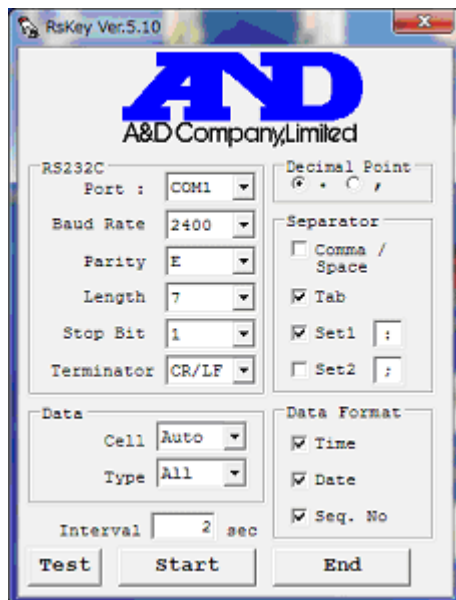 RsKey Ver.5.10
A&D
A&D Company,Limited
RS232C
Port : COM1
Baud Rate 2400
Parity E
Length 7
Stop Bit 1
Terminator CR/LF
Decimal Point
. ,
Separator
Comma /
Space
Tab
Set1 :
Set2 ;
Data
Cell Auto
Type All
Data Format
Time
Date
Seq. No
Interval 2 sec
Test Start End